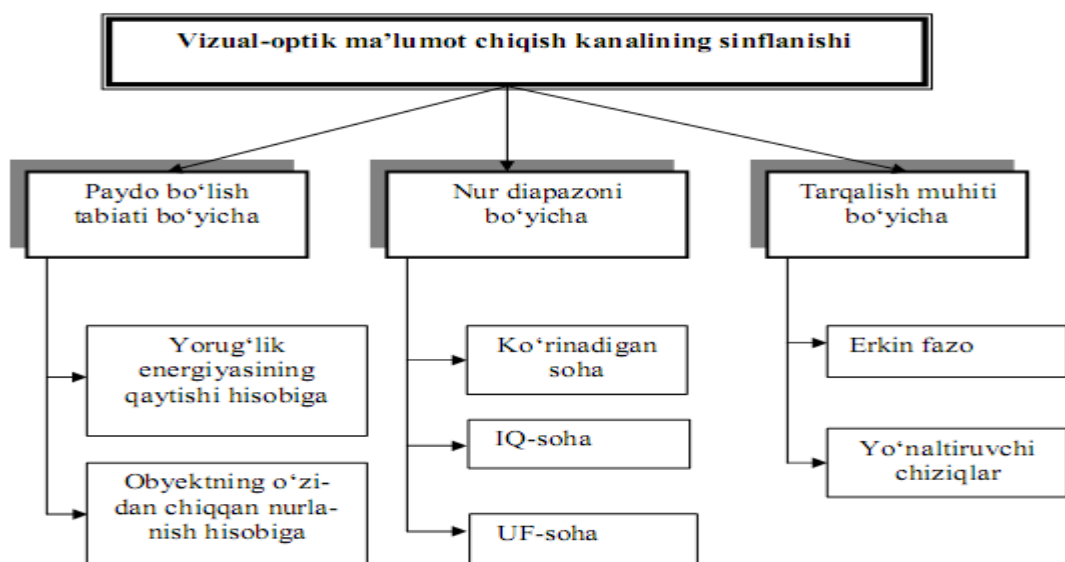 Vizual-optik ma’lumot chiqish kanalining sinflanishi
Paydo bo‘lish
tabiati bo‘yicha
Yorug‘lik
energiyasining
qaytishi hisobiga
Obyektning o‘zi-
dan chiqqan nurla-
nish hisobiga
Nur diapazoni
bo‘yicha
Ko‘rinadigan
soha
IQ-soha
UF-soha
Tarqalish muhiti
bo‘yicha
Erkin fazo
Yo‘naltiruvchi
chiziqlar